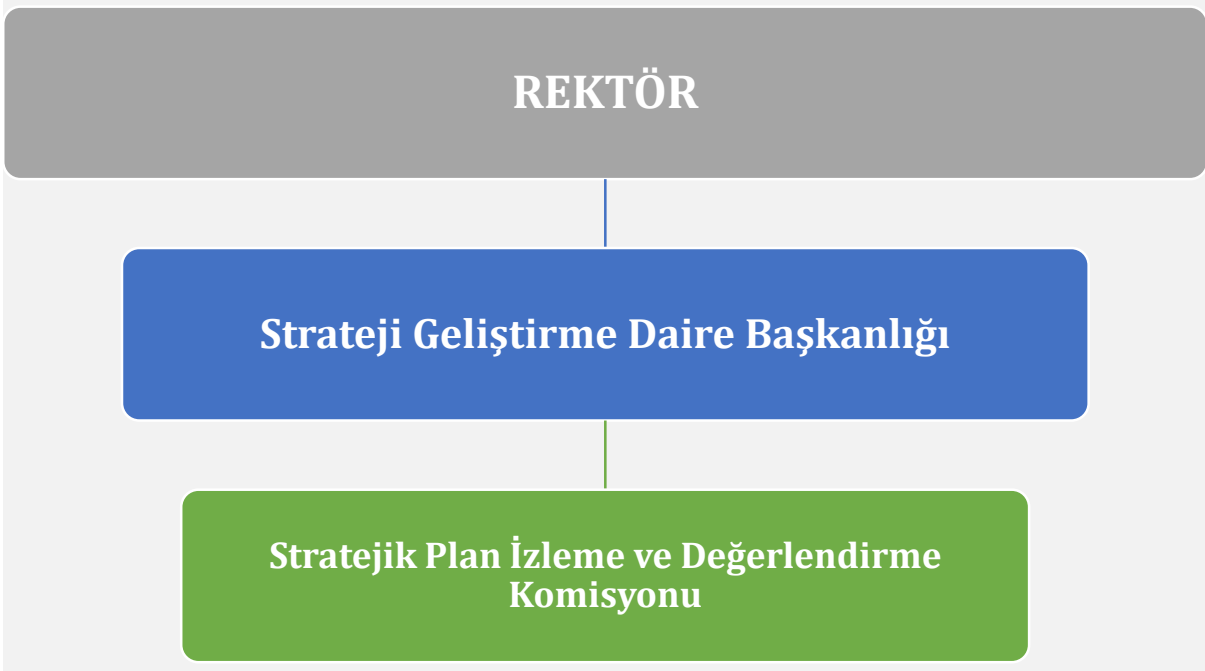 REKTÖR
Strateji Geliştirme Daire Başkanlığı
Stratejik Plan İzleme ve Değerlendirme
Komisyonu